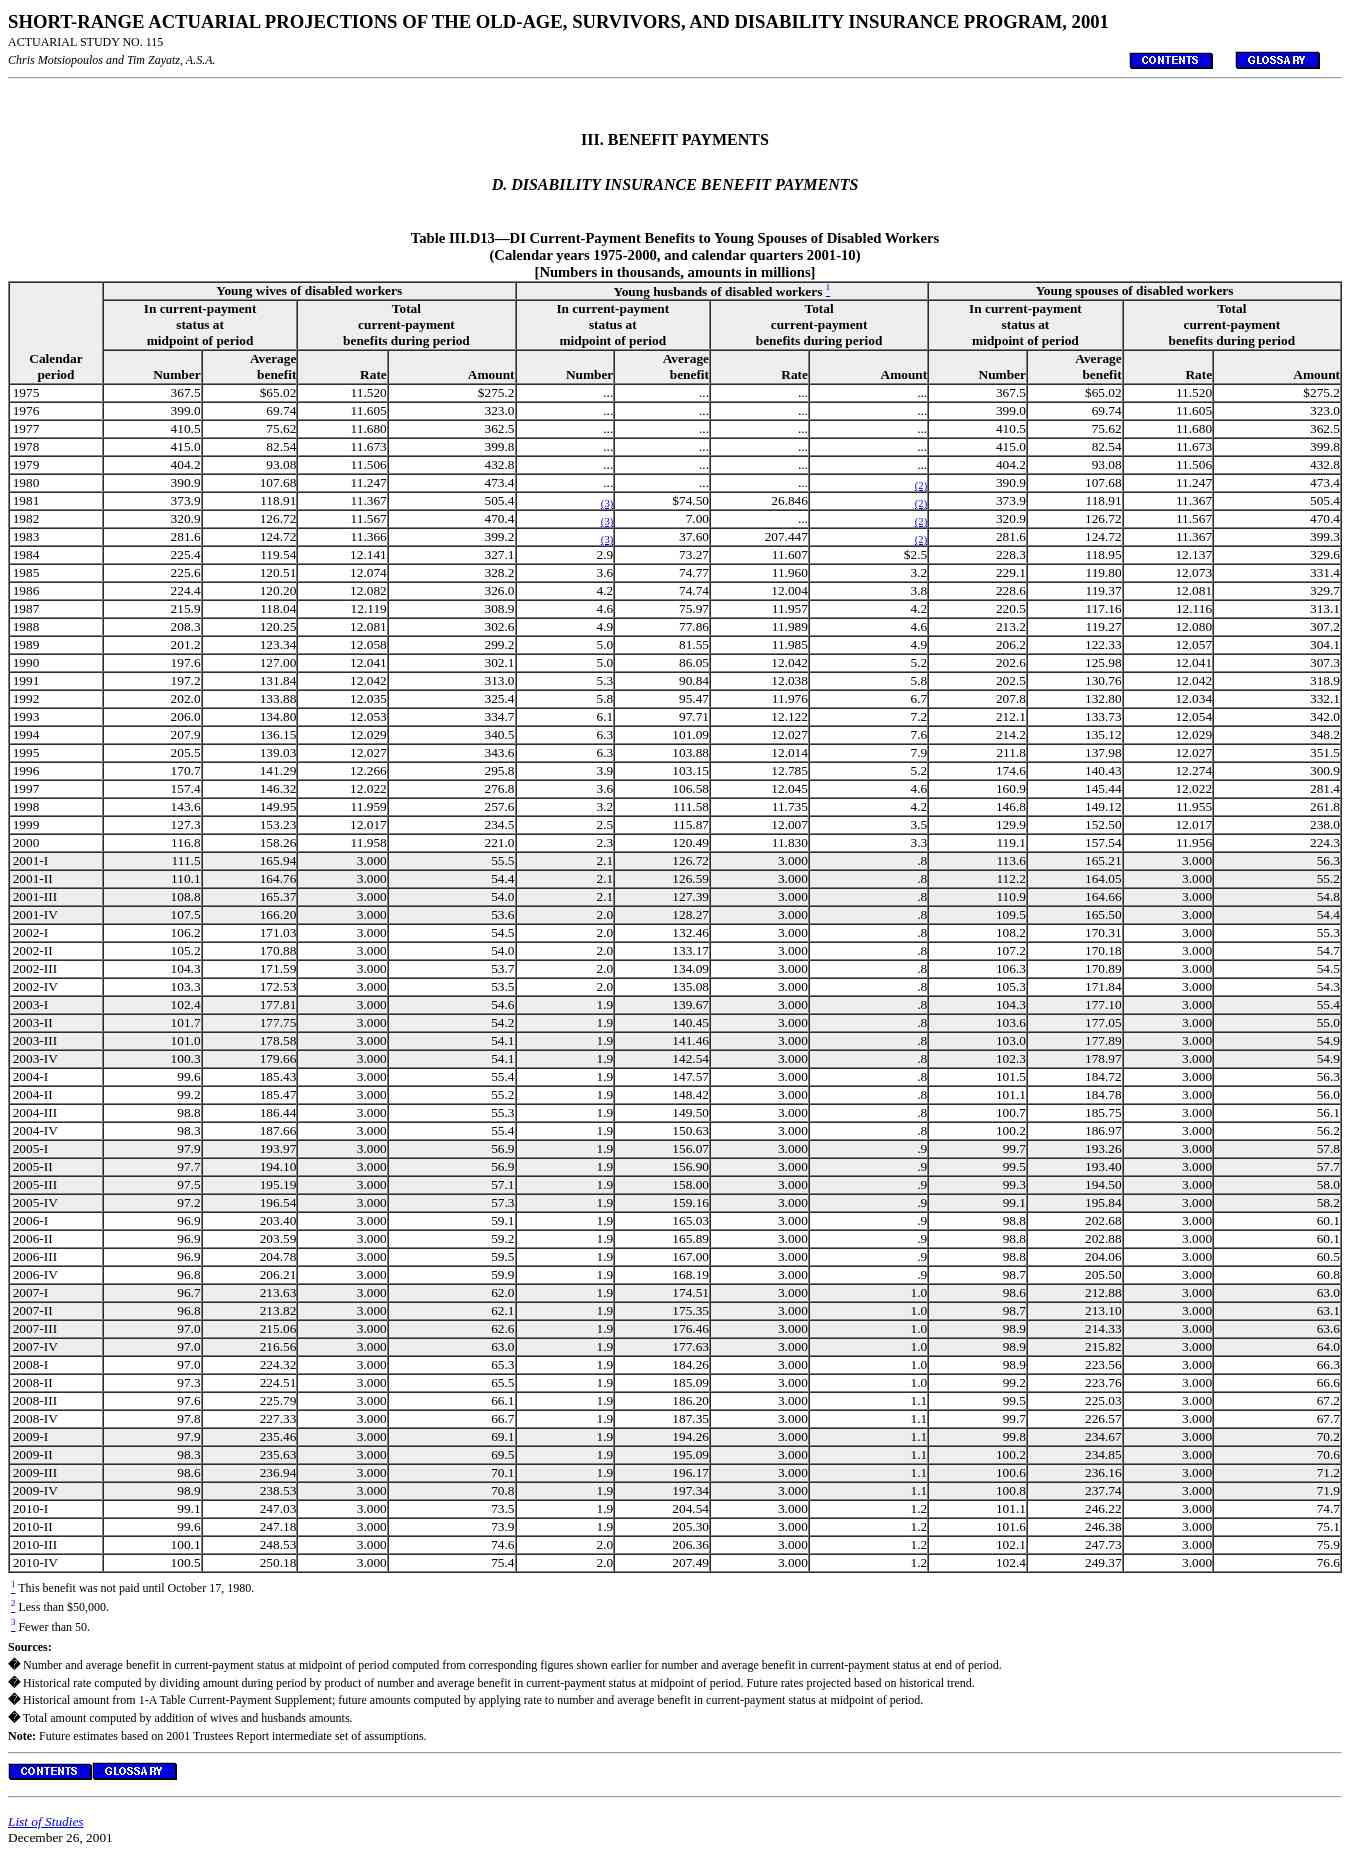 SHORT-RANGE ACTUARIAL PROJECTIONS OF THE OLD-AGE, SURVIVORS, AND DISABILITY INSURANCE PROGRAM, 2001
ACTUARIAL STUDY NO. 115
Chris Motsiopoulos and Tim Zayatz, A.S.A.
CONTENTS GLOSSARY
III. BENEFIT PAYMENTS
D. DISABILITY INSURANCE BENEFIT PAYMENTS
Table III.D13—DI Current-Payment Benefits to Young Spouses of Disabled Workers
(Calendar years 1975-2000, and calendar quarters 2001-10)
[Numbers in thousands, amounts in millions]
Young wives of disabled workers Young husbands of disabled workers 1 Young spouses of disabled workers
In current-payment Total In current-payment Total In current-payment Total
status at current-payment status at current-payment status at current-payment
midpoint of period benefits during period midpoint of period benefits during period midpoint of period benefits during period
Calendar Average Average Average
period Number benefit Rate Amount Number benefit Rate Amount Number benefit Rate Amount
1975 367.5 $65.02 11.520 $275.2 ... ... ... ... 367.5 $65.02 11.520 $275.2
1976 399.0 69.74 11.605 323.0 ... ... ... ... 399.0 69.74 11.605 323.0
1977 410.5 75.62 11.680 362.5 ... ... ... ... 410.5 75.62 11.680 362.5
1978 415.0 82.54 11.673 399.8 ... ... ... ... 415.0 82.54 11.673 399.8
1979 404.2 93.08 11.506 432.8 ... ... ... ... 404.2 93.08 11.506 432.8
1980 390.9 107.68 11.247 473.4 ... ... ... (2) 390.9 107.68 11.247 473.4
1981 373.9 118.91 11.367 505.4 (3) $74.50 26.846 (2) 373.9 118.91 11.367 505.4
1982 320.9 126.72 11.567 470.4 (3) 7.00 ... (2) 320.9 126.72 11.567 470.4
1983 281.6 124.72 11.366 399.2 (3) 37.60 207.447 (2) 281.6 124.72 11.367 399.3
1984 225.4 119.54 12.141 327.1 2.9 73.27 11.607 $2.5 228.3 118.95 12.137 329.6
1985 225.6 120.51 12.074 328.2 3.6 74.77 11.960 3.2 229.1 119.80 12.073 331.4
1986 224.4 120.20 12.082 326.0 4.2 74.74 12.004 3.8 228.6 119.37 12.081 329.7
1987 215.9 118.04 12.119 308.9 4.6 75.97 11.957 4.2 220.5 117.16 12.116 313.1
1988 208.3 120.25 12.081 302.6 4.9 77.86 11.989 4.6 213.2 119.27 12.080 307.2
1989 201.2 123.34 12.058 299.2 5.0 81.55 11.985 4.9 206.2 122.33 12.057 304.1
1990 197.6 127.00 12.041 302.1 5.0 86.05 12.042 5.2 202.6 125.98 12.041 307.3
1991 197.2 131.84 12.042 313.0 5.3 90.84 12.038 5.8 202.5 130.76 12.042 318.9
1992 202.0 133.88 12.035 325.4 5.8 95.47 11.976 6.7 207.8 132.80 12.034 332.1
1993 206.0 134.80 12.053 334.7 6.1 97.71 12.122 7.2 212.1 133.73 12.054 342.0
1994 207.9 136.15 12.029 340.5 6.3 101.09 12.027 7.6 214.2 135.12 12.029 348.2
1995 205.5 139.03 12.027 343.6 6.3 103.88 12.014 7.9 211.8 137.98 12.027 351.5
1996 170.7 141.29 12.266 295.8 3.9 103.15 12.785 5.2 174.6 140.43 12.274 300.9
1997 157.4 146.32 12.022 276.8 3.6 106.58 12.045 4.6 160.9 145.44 12.022 281.4
1998 143.6 149.95 11.959 257.6 3.2 111.58 11.735 4.2 146.8 149.12 11.955 261.8
1999 127.3 153.23 12.017 234.5 2.5 115.87 12.007 3.5 129.9 152.50 12.017 238.0
2000 116.8 158.26 11.958 221.0 2.3 120.49 11.830 3.3 119.1 157.54 11.956 224.3
2001-I 111.5 165.94 3.000 55.5 2.1 126.72 3.000 .8 113.6 165.21 3.000 56.3
2001-II 110.1 164.76 3.000 54.4 2.1 126.59 3.000 .8 112.2 164.05 3.000 55.2
2001-III 108.8 165.37 3.000 54.0 2.1 127.39 3.000 .8 110.9 164.66 3.000 54.8
2001-IV 107.5 166.20 3.000 53.6 2.0 128.27 3.000 .8 109.5 165.50 3.000 54.4
2002-I 106.2 171.03 3.000 54.5 2.0 132.46 3.000 .8 108.2 170.31 3.000 55.3
2002-II 105.2 170.88 3.000 54.0 2.0 133.17 3.000 .8 107.2 170.18 3.000 54.7
2002-III 104.3 171.59 3.000 53.7 2.0 134.09 3.000 .8 106.3 170.89 3.000 54.5
2002-IV 103.3 172.53 3.000 53.5 2.0 135.08 3.000 .8 105.3 171.84 3.000 54.3
2003-I 102.4 177.81 3.000 54.6 1.9 139.67 3.000 .8 104.3 177.10 3.000 55.4
2003-II 101.7 177.75 3.000 54.2 1.9 140.45 3.000 .8 103.6 177.05 3.000 55.0
2003-III 101.0 178.58 3.000 54.1 1.9 141.46 3.000 .8 103.0 177.89 3.000 54.9
2003-IV 100.3 179.66 3.000 54.1 1.9 142.54 3.000 .8 102.3 178.97 3.000 54.9
2004-I 99.6 185.43 3.000 55.4 1.9 147.57 3.000 .8 101.5 184.72 3.000 56.3
2004-II 99.2 185.47 3.000 55.2 1.9 148.42 3.000 .8 101.1 184.78 3.000 56.0
2004-III 98.8 186.44 3.000 55.3 1.9 149.50 3.000 .8 100.7 185.75 3.000 56.1
2004-IV 98.3 187.66 3.000 55.4 1.9 150.63 3.000 .8 100.2 186.97 3.000 56.2
2005-I 97.9 193.97 3.000 56.9 1.9 156.07 3.000 .9 99.7 193.26 3.000 57.8
2005-II 97.7 194.10 3.000 56.9 1.9 156.90 3.000 .9 99.5 193.40 3.000 57.7
2005-III 97.5 195.19 3.000 57.1 1.9 158.00 3.000 .9 99.3 194.50 3.000 58.0
2005-IV 97.2 196.54 3.000 57.3 1.9 159.16 3.000 .9 99.1 195.84 3.000 58.2
2006-I 96.9 203.40 3.000 59.1 1.9 165.03 3.000 .9 98.8 202.68 3.000 60.1
2006-II 96.9 203.59 3.000 59.2 1.9 165.89 3.000 .9 98.8 202.88 3.000 60.1
2006-III 96.9 204.78 3.000 59.5 1.9 167.00 3.000 .9 98.8 204.06 3.000 60.5
2006-IV 96.8 206.21 3.000 59.9 1.9 168.19 3.000 .9 98.7 205.50 3.000 60.8
2007-I 96.7 213.63 3.000 62.0 1.9 174.51 3.000 1.0 98.6 212.88 3.000 63.0
2007-II 96.8 213.82 3.000 62.1 1.9 175.35 3.000 1.0 98.7 213.10 3.000 63.1
2007-III 97.0 215.06 3.000 62.6 1.9 176.46 3.000 1.0 98.9 214.33 3.000 63.6
2007-IV 97.0 216.56 3.000 63.0 1.9 177.63 3.000 1.0 98.9 215.82 3.000 64.0
2008-I 97.0 224.32 3.000 65.3 1.9 184.26 3.000 1.0 98.9 223.56 3.000 66.3
2008-II 97.3 224.51 3.000 65.5 1.9 185.09 3.000 1.0 99.2 223.76 3.000 66.6
2008-III 97.6 225.79 3.000 66.1 1.9 186.20 3.000 1.1 99.5 225.03 3.000 67.2
2008-IV 97.8 227.33 3.000 66.7 1.9 187.35 3.000 1.1 99.7 226.57 3.000 67.7
2009-I 97.9 235.46 3.000 69.1 1.9 194.26 3.000 1.1 99.8 234.67 3.000 70.2
2009-II 98.3 235.63 3.000 69.5 1.9 195.09 3.000 1.1 100.2 234.85 3.000 70.6
2009-III 98.6 236.94 3.000 70.1 1.9 196.17 3.000 1.1 100.6 236.16 3.000 71.2
2009-IV 98.9 238.53 3.000 70.8 1.9 197.34 3.000 1.1 100.8 237.74 3.000 71.9
2010-I 99.1 247.03 3.000 73.5 1.9 204.54 3.000 1.2 101.1 246.22 3.000 74.7
2010-II 99.6 247.18 3.000 73.9 1.9 205.30 3.000 1.2 101.6 246.38 3.000 75.1
2010-III 100.1 248.53 3.000 74.6 2.0 206.36 3.000 1.2 102.1 247.73 3.000 75.9
2010-IV 100.5 250.18 3.000 75.4 2.0 207.49 3.000 1.2 102.4 249.37 3.000 76.6
1 This benefit was not paid until October 17, 1980.
2 Less than $50,000.
3 Fewer than 50.
Sources:
� Number and average benefit in current-payment status at midpoint of period computed from corresponding figures shown earlier for number and average benefit in current-payment status at end of period.
� Historical rate computed by dividing amount during period by product of number and average benefit in current-payment status at midpoint of period. Future rates projected based on historical trend.
� Historical amount from 1-A Table Current-Payment Supplement; future amounts computed by applying rate to number and average benefit in current-payment status at midpoint of period.
� Total amount computed by addition of wives and husbands amounts.
Note: Future estimates based on 2001 Trustees Report intermediate set of assumptions.
CONTENTS GLOSSARY
List of Studies
December 26, 2001